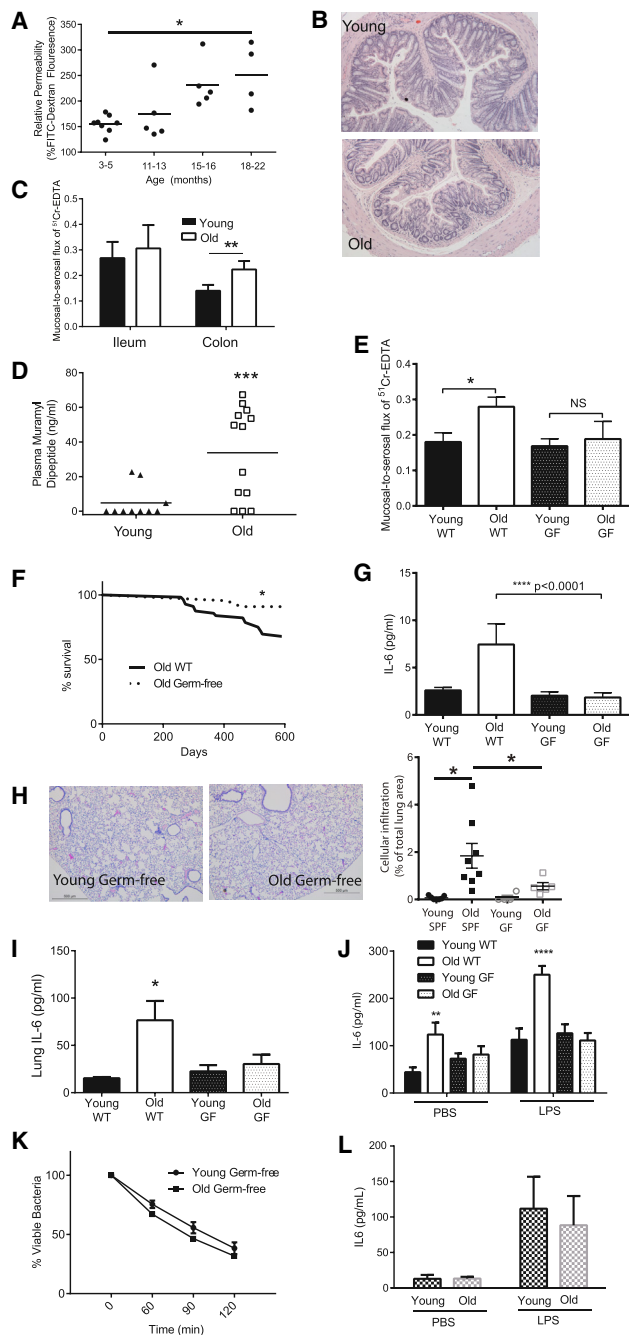 A
Relative Permeability
(%FITC-Dextran Flouresence)
350
300
250
200
150
100
*
3-5
11-13
15-16
18-22
Age (months)
B
Young
Old
C
Mucosal-to-serosal flux of ⁵¹Cr-EDTA
0.5
0.4
0.3
0.2
0.1
0.0
Young
Old
**
Ileum
Colon
D
Plasma Muramyl
Dipeptide (ng/ml)
80
60
40
20
0
***
Young
Old
E
Mucosal-to-serosal flux of ⁵¹Cr-EDTA
0.4
0.3
0.2
0.1
0.0
*
NS
Young WT
Old WT
Young GF
Old GF
F
% survival
100
50
0
*
Old WT
Old Germ-free
0
200
400
600
Days
G
IL-6 (pg/ml)
15
10
5
0
**** p<0.0001
Young WT
Old WT
Young GF
Old GF
H
Young Germ-free
Old Germ-free
Cellular infiltration
(% of total lung area)
6
4
2
0
*
*
Young SPF
Old SPF
Young GF
Old GF
I
Lung IL-6 (pg/ml)
150
100
50
0
*
Young WT
Old WT
Young GF
Old GF
J
Young WT
Old WT
Young GF
Old GF
IL-6 (pg/ml)
300
200
100
0
**
****
PBS
LPS
K
% Viable Bacteria
100
50
0
Young Germ-free
Old Germ-free
0
60
90
120
Time (min)
L
IL6 (pg/mL)
200
150
100
50
0
Young
Old
Young
Old
PBS
LPS